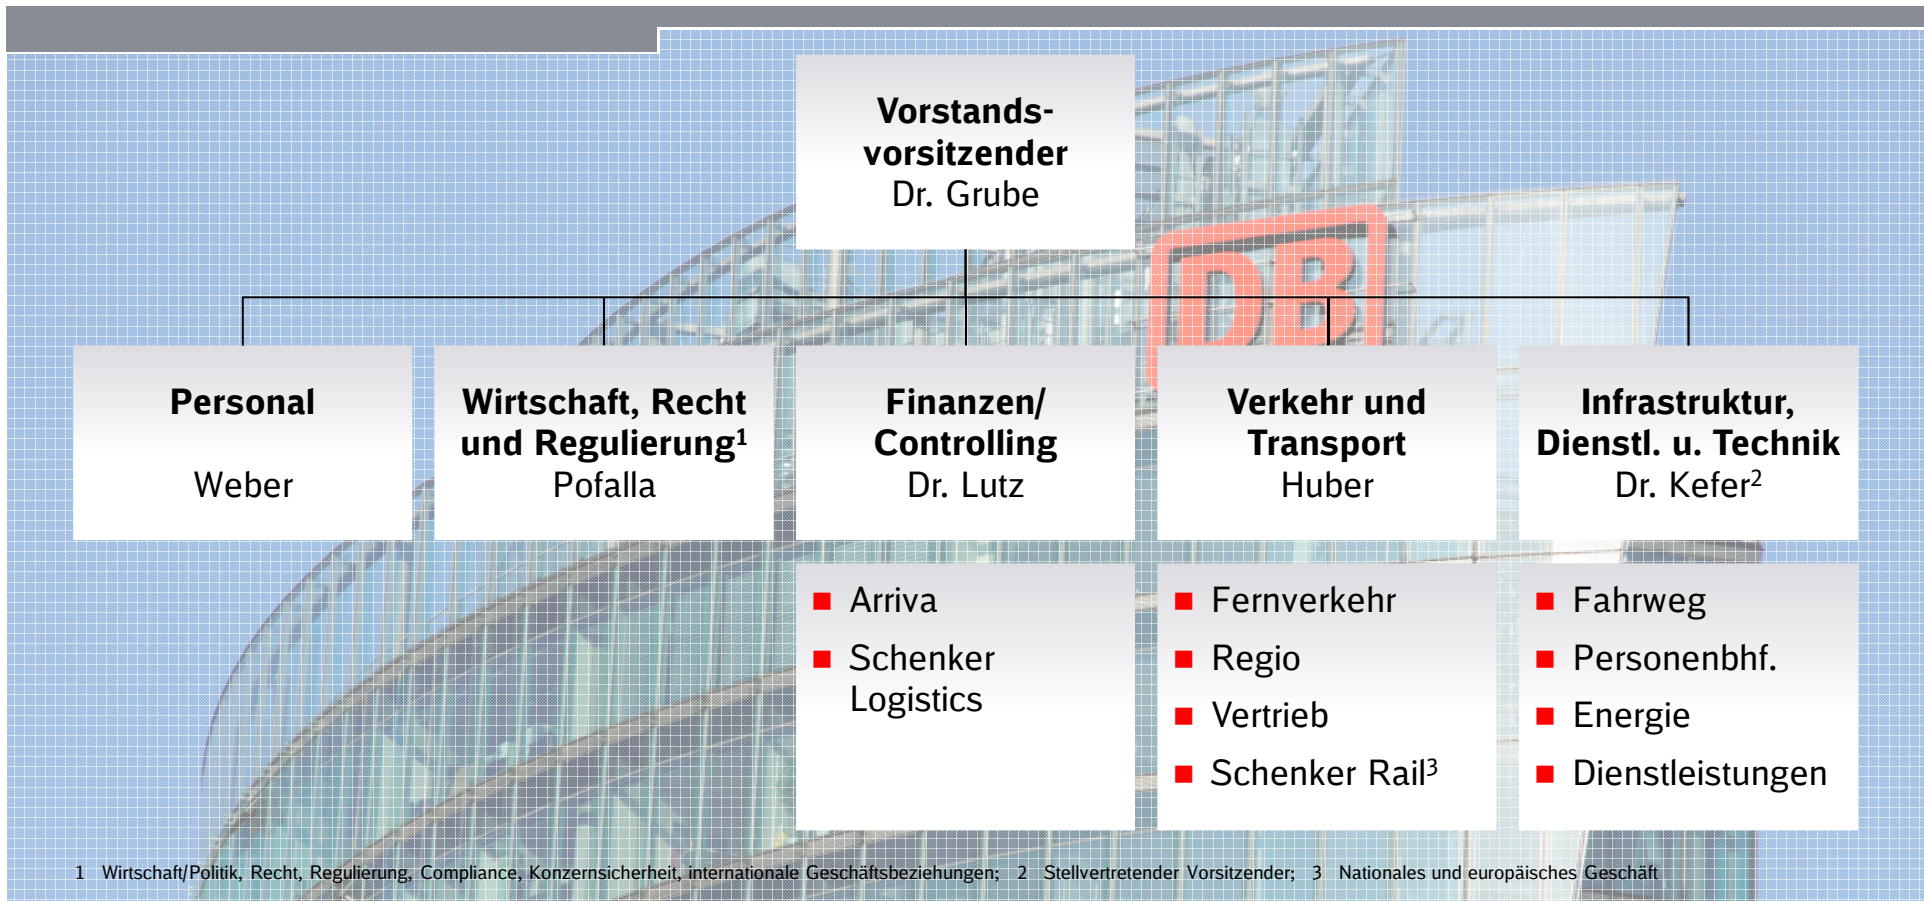 Vorstands-
vorsitzender
Dr. Grube
DB
Personal
Weber
Wirtschaft, Recht
und Regulierung¹
Pofalla
Finanzen/
Controlling
Dr. Lutz
Verkehr und
Transport
Huber
Infrastruktur,
Dienstl. u. Technik
Dr. Kefer²
Arriva
Schenker
Logistics
Fernverkehr
Regio
Vertrieb
Schenker Rail³
Fahrweg
Personenbhf.
Energie
Dienstleistungen
1 Wirtschaft/Politik, Recht, Regulierung, Compliance, Konzernsicherheit, internationale Geschäftsbeziehungen; 2 Stellvertretender Vorsitzender; 3 Nationales und europäisches Geschäft